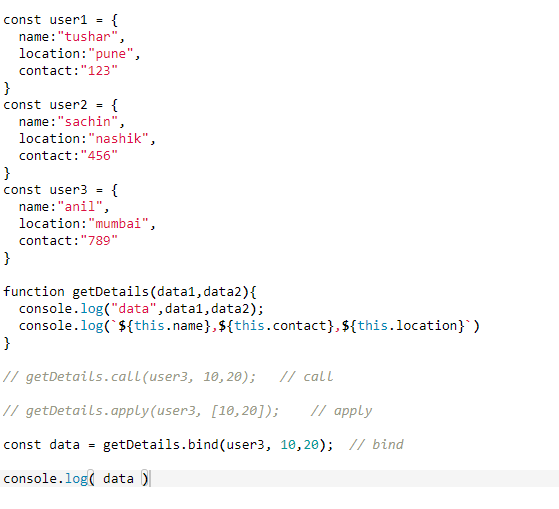 const user1 = {
  name:"tushar",
  location:"pune",
  contact:"123"
}
const user2 = {
  name:"sachin",
  location:"nashik",
  contact:"456"
}
const user3 = {
  name:"anil",
  location:"mumbai",
  contact:"789"
}
function getDetails(data1,data2){
  console.log("data",data1,data2);
  console.log(`${this.name},${this.contact},${this.location}`)
}
// getDetails.call(user3, 10,20);   // call
// getDetails.apply(user3, [10,20]);    // apply
const data = getDetails.bind(user3, 10,20);  // bind
console.log( data )